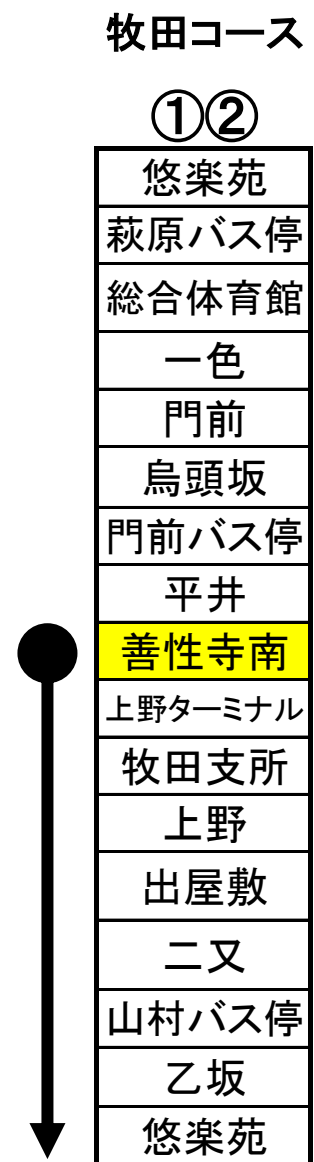 牧田コース
①②
悠楽苑
萩原バス停
総合体育館
一色
門前
烏頭坂
門前バス停
平井
善性寺南
上野ターミナル
牧田支所
上野
出屋敷
二又
山村バス停
乙坂
悠楽苑